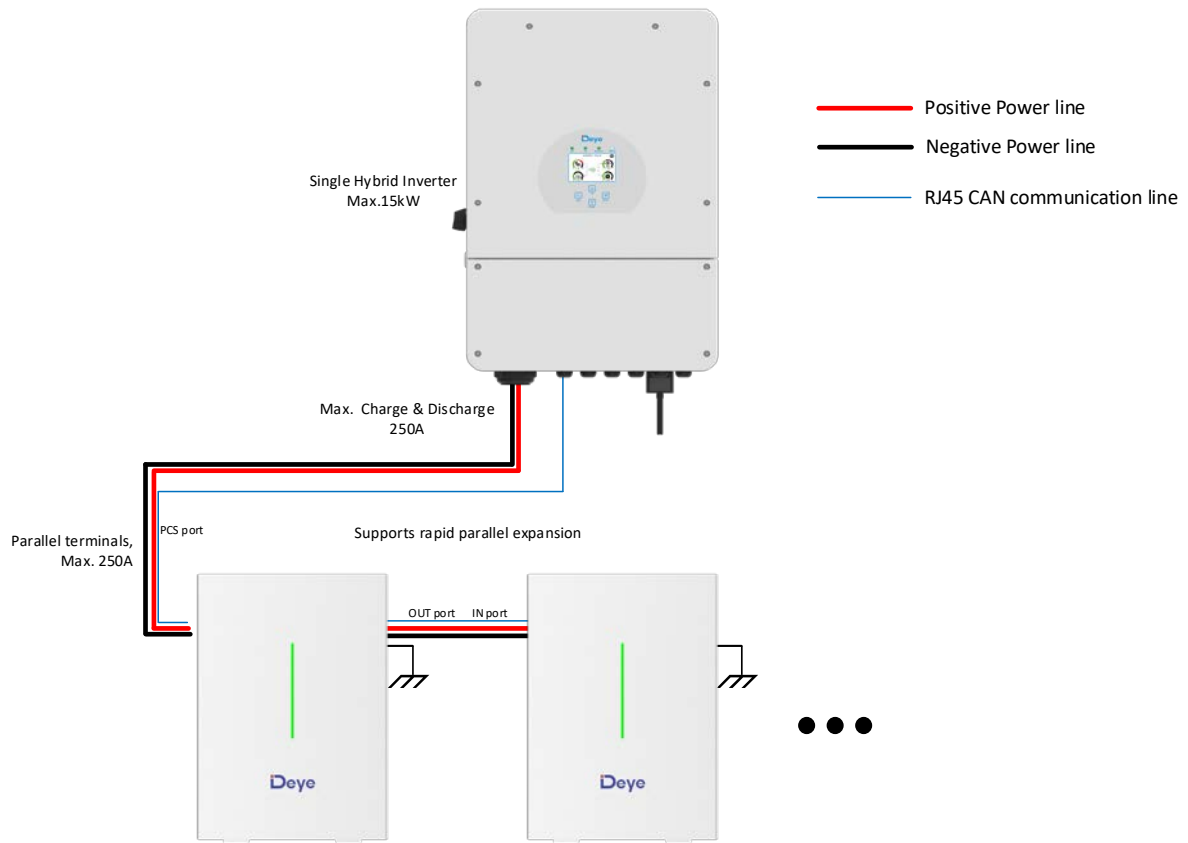 Deye
Positive Power line
Negative Power line
RJ45 CAN communication line
Single Hybrid Inverter
Max.15kW
Max. Charge & Discharge
250A
PCS port
Supports rapid parallel expansion
Parallel terminals,
Max. 250A
OUT port
IN port
Deye
Deye